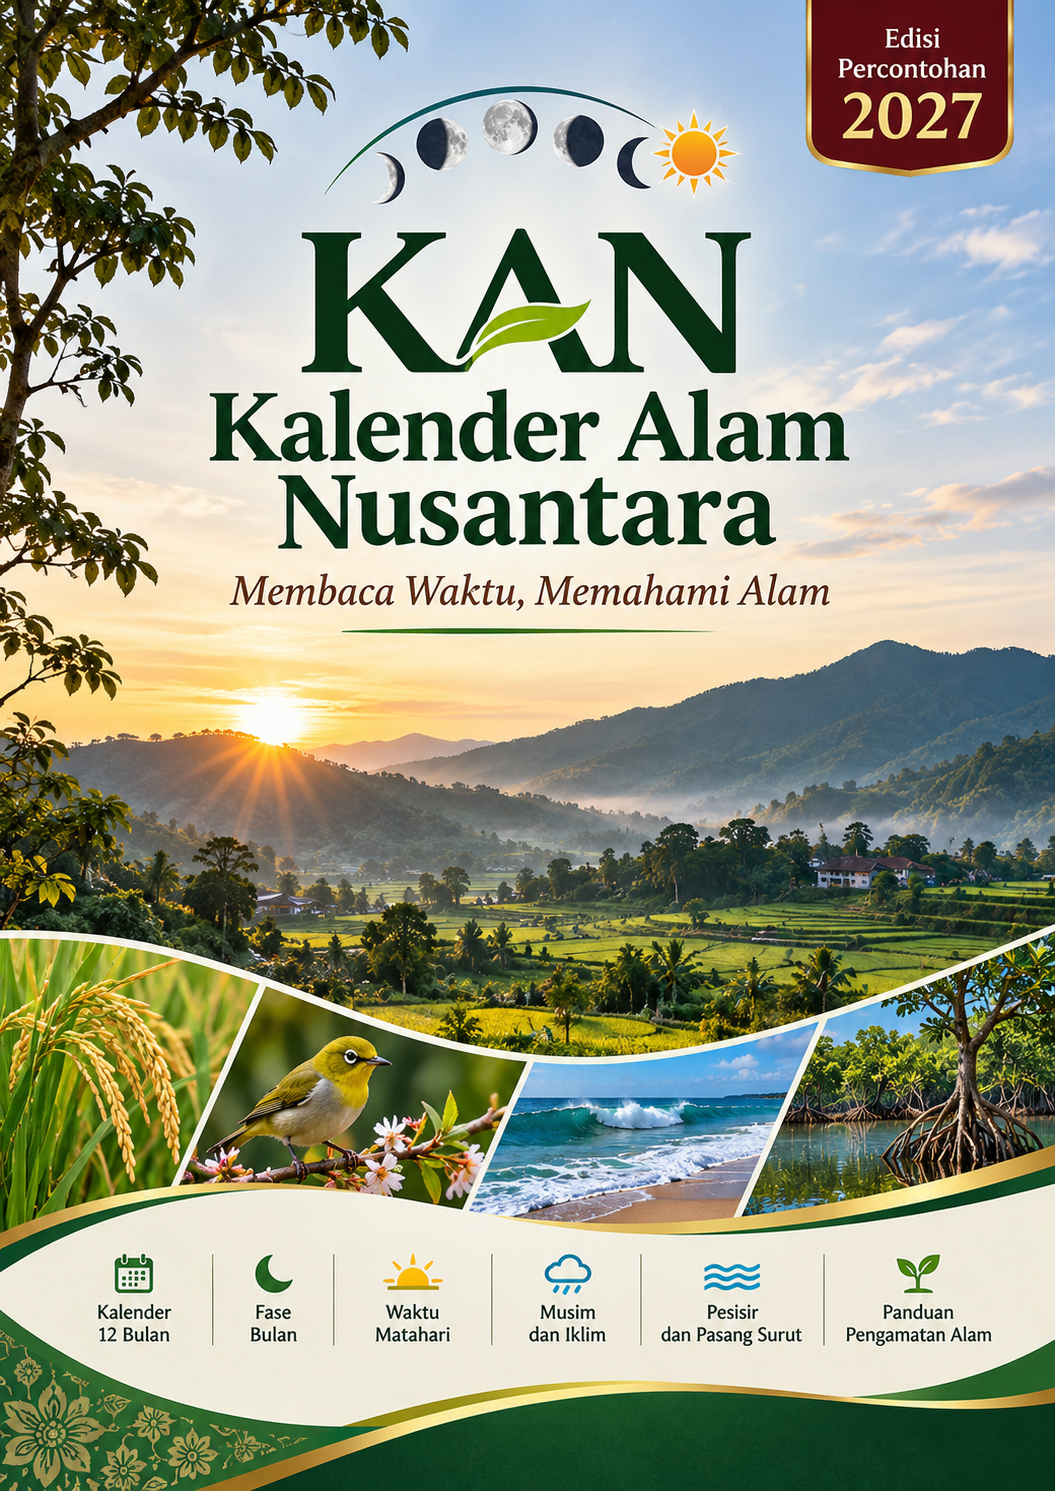 Edisi
Percontohan
2027
KAN
Kalender Alam
Nusantara
Membaca Waktu, Memahami Alam
Kalender
12 Bulan
Fase
Bulan
Waktu
Matahari
Musim
dan Iklim
Pesisir
dan Pasang Surut
Panduan
Pengamatan Alam